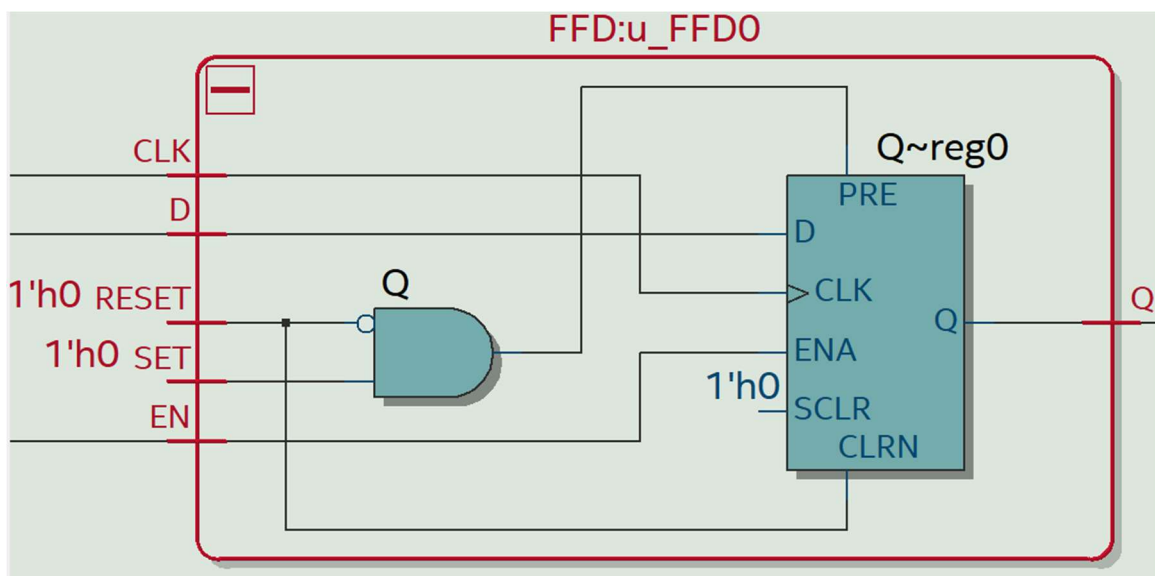 FFD:u_FFD0
CLK
D
1'h0 RESET
1'h0 SET
EN
Q
Q~reg0
PRE
D
CLK
Q
ENA
1'h0
SCLR
CLRN
Q